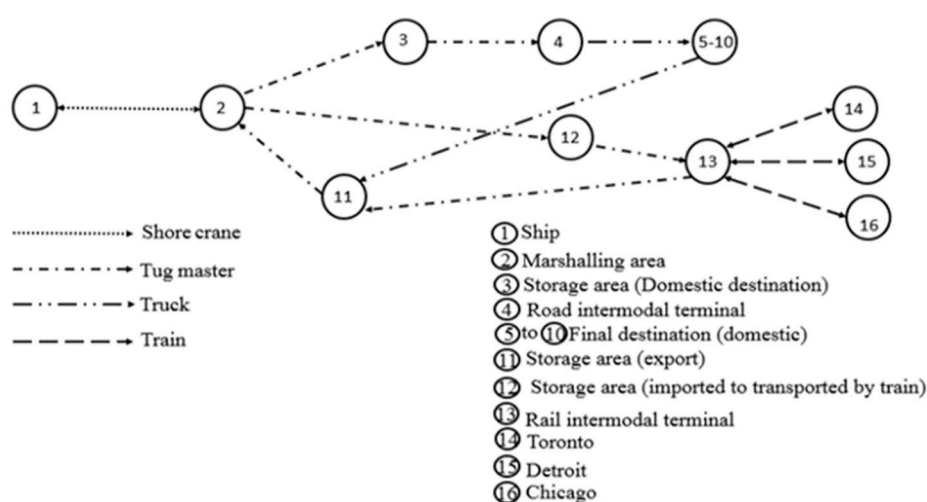 3
4
5-10
1
2
12
14
13
15
11
16
Shore crane
Tug master
Truck
Train
1 Ship
2 Marshalling area
3 Storage area (Domestic destination)
4 Road intermodal terminal
5 to 10 Final destination (domestic)
11 Storage area (export)
12 Storage area (imported to transported by train)
13 Rail intermodal terminal
14 Toronto
15 Detroit
16 Chicago